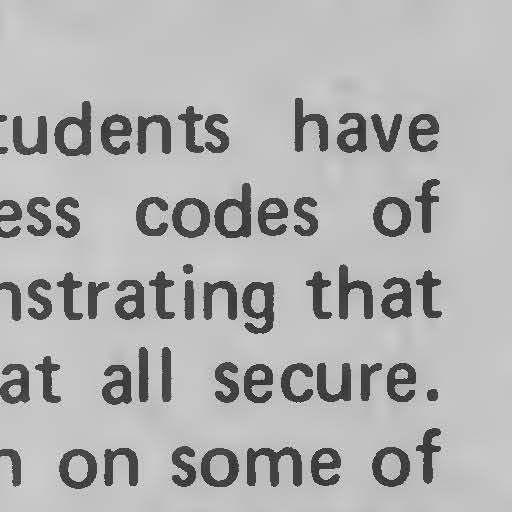 tudents have
ess codes of
nstrating that
at all secure.
n on some of